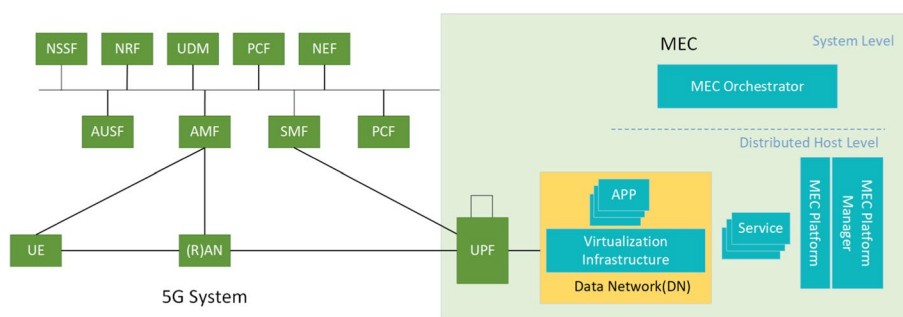 NSSF
NRF
UDM
PCF
NEF
MEC
System Level
MEC Orchestrator
AUSF
AMF
SMF
PCF
Distributed Host Level
APP
Service
MEC Platform
MEC Platform
Manager
UE
(R)AN
UPF
Virtualization
Infrastructure
Data Network(DN)
5G System